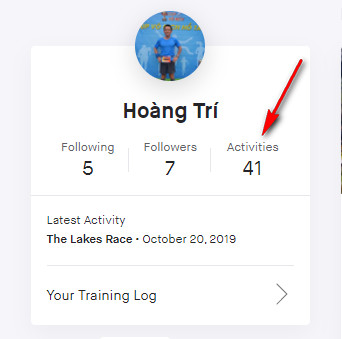 Hoàng Trí
Following Followers Activities
5 7 41
Latest Activity
The Lakes Race • October 20, 2019
Your Training Log